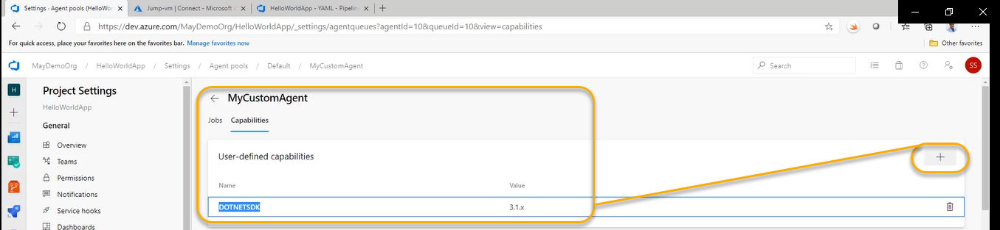 Settings · Agent pools (HelloWo
Jump-vm | Connect - Microsoft A
HelloWorldApp - YAML - Pipelin
https://dev.azure.com/MayDemoOrg/HelloWorldApp/_settings/agentqueues?agentId=10&queueId=10&view=capabilities
For quick access, place your favorites here on the favorites bar. Manage favorites now
Other favorites
MayDemoOrg / HelloWorldApp / Settings / Agent pools / Default / MyCustomAgent
Search
SS
H
Project Settings
HelloWorldApp
General
Overview
Teams
Permissions
Notifications
Service hooks
Dashboards
MyCustomAgent
Jobs Capabilities
User-defined capabilities
Name Value
DOTNETSDK 3.1.x